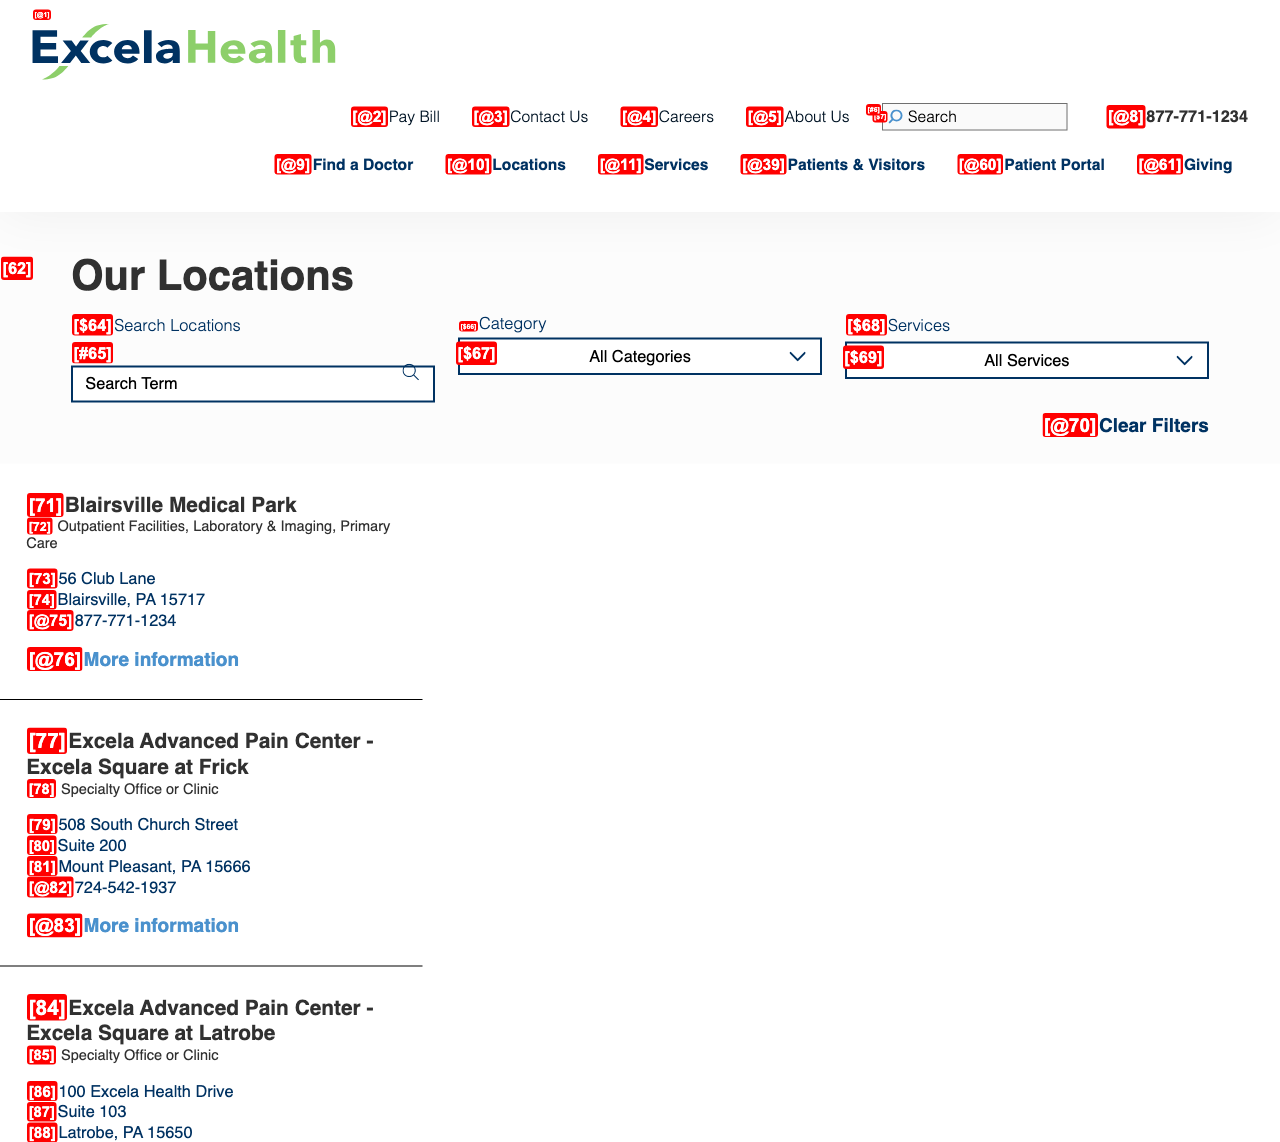 [@1]
ExcelaHealth
[@2]Pay Bill [@3]Contact Us [@4]Careers [@5]About Us [#6] [@7] Search [@8]877-771-1234
[@9]Find a Doctor [@10]Locations [@11]Services [@39]Patients & Visitors [@60]Patient Portal [@61]Giving
[62] Our Locations
[$64]Search Locations [$66]Category [$68]Services
[#65] [$67] All Categories [$69] All Services
Search Term
[@70]Clear Filters
[71]Blairsville Medical Park
[72] Outpatient Facilities, Laboratory & Imaging, Primary
Care
[73]56 Club Lane
[74]Blairsville, PA 15717
[@75]877-771-1234
[@76]More information
[77]Excela Advanced Pain Center -
Excela Square at Frick
[78] Specialty Office or Clinic
[79]508 South Church Street
[80]Suite 200
[81]Mount Pleasant, PA 15666
[@82]724-542-1937
[@83]More information
[84]Excela Advanced Pain Center -
Excela Square at Latrobe
[85] Specialty Office or Clinic
[86]100 Excela Health Drive
[87]Suite 103
[88]Latrobe, PA 15650